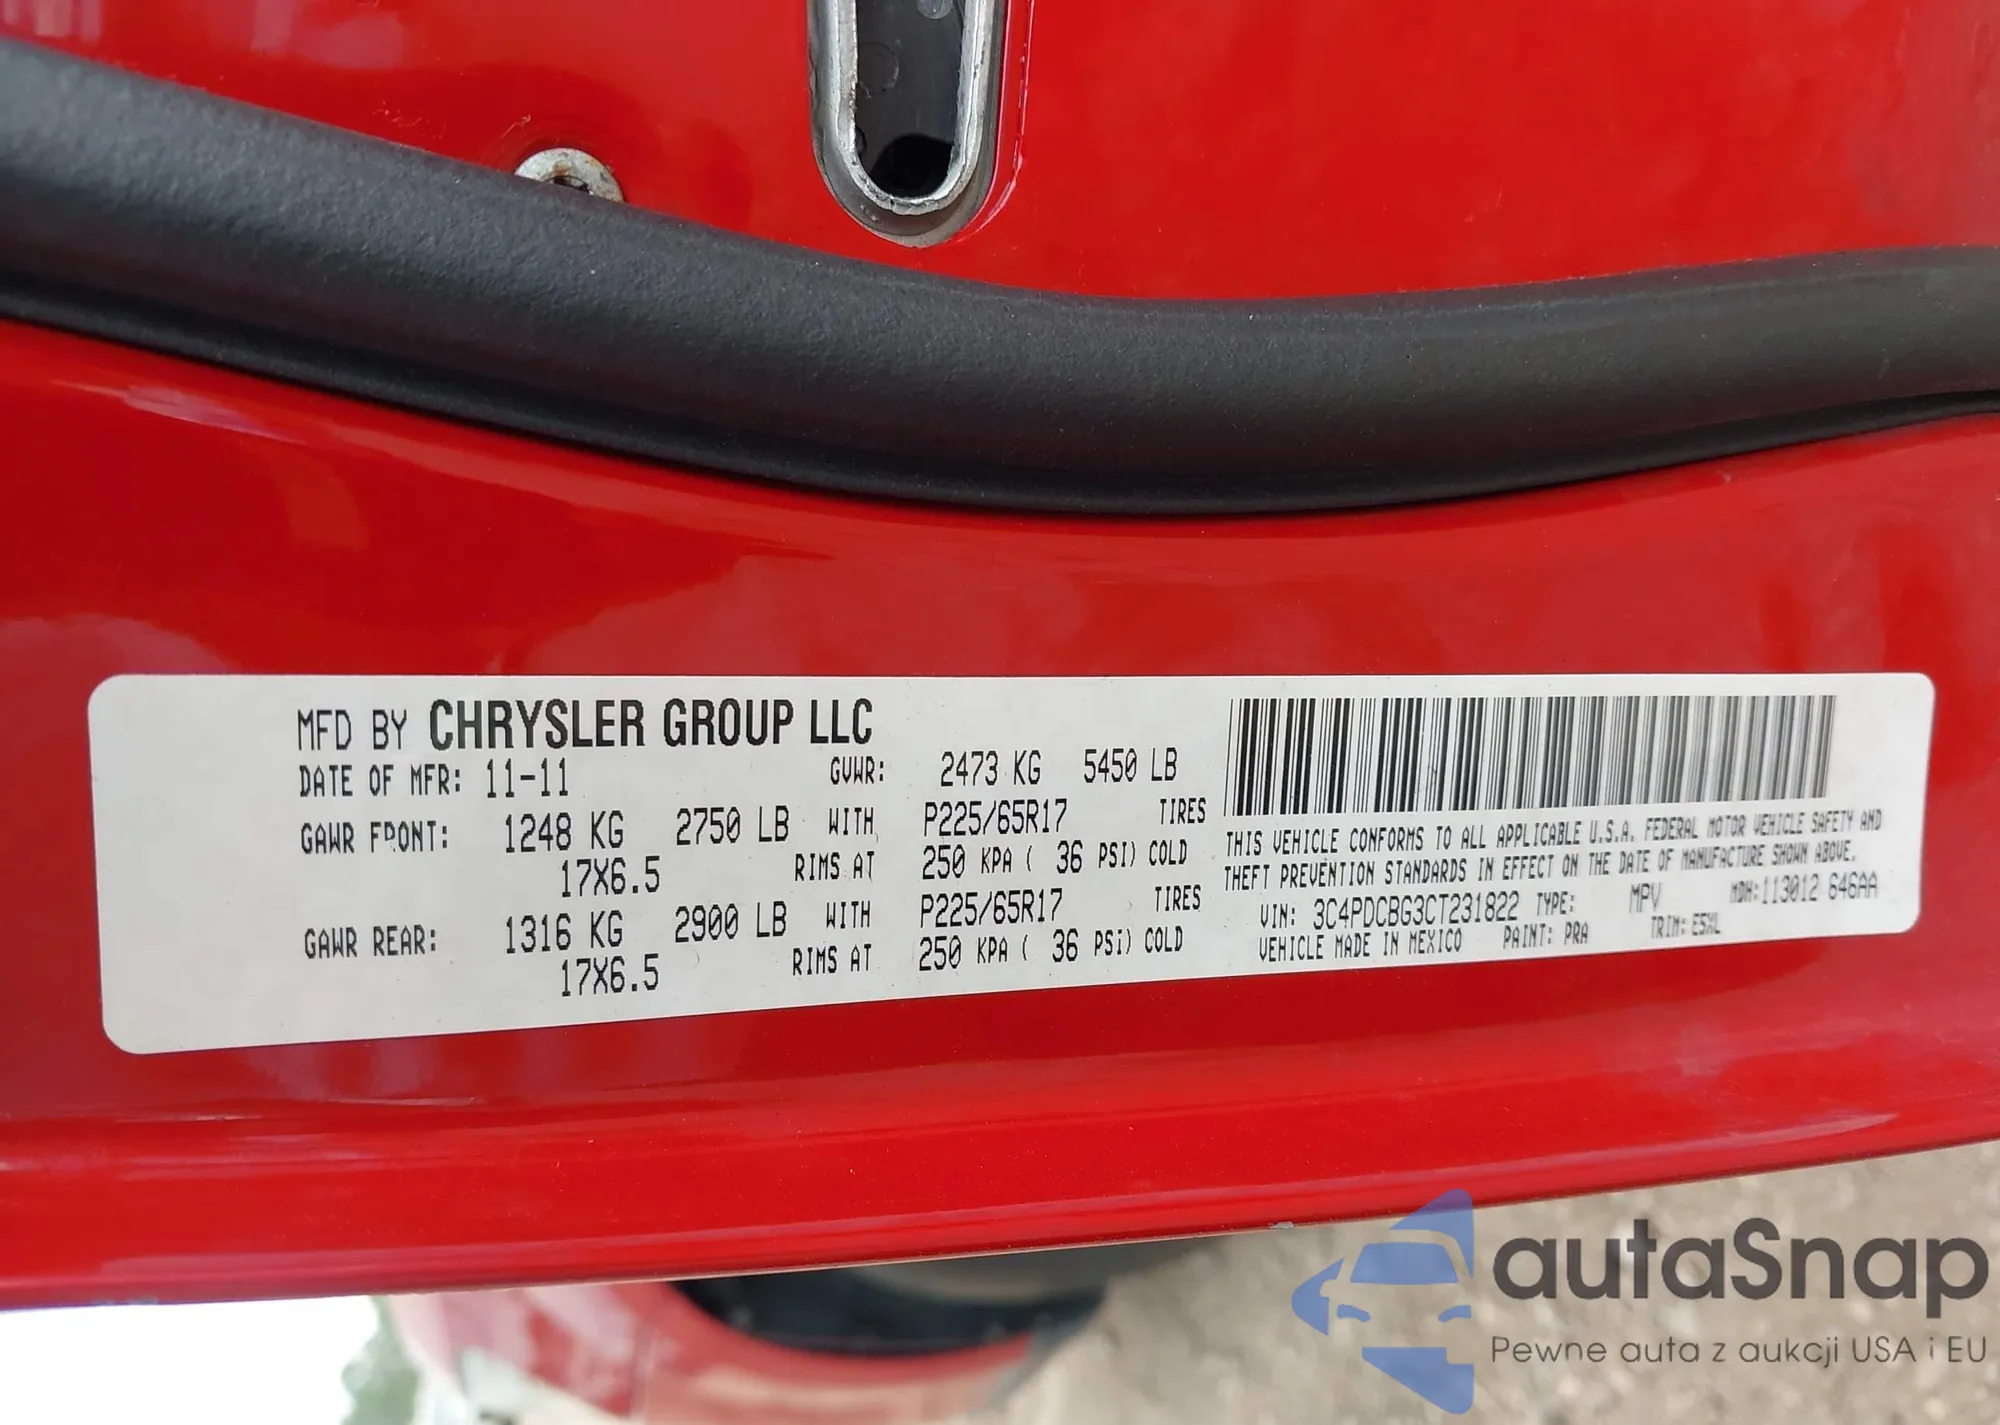 MFD BY CHRYSLER GROUP LLC
DATE OF MFR: 11-11 GVWR: 2473 KG 5450 LB
GAWR FRONT: 1248 KG 2750 LB WITH P225/65R17 TIRES
17X6.5 RIMS AT 250 KPA ( 36 PSI) COLD
GAWR REAR: 1316 KG 2900 LB WITH P225/65R17 TIRES
17X6.5 RIMS AT 250 KPA ( 36 PSI) COLD
THIS VEHICLE CONFORMS TO ALL APPLICABLE U.S.A. FEDERAL MOTOR VEHICLE SAFETY AND
THEFT PREVENTION STANDARDS IN EFFECT ON THE DATE OF MANUFACTURE SHOWN ABOVE.
VIN: 3C4PDCBG3CT231822 TYPE: MPV MDH:113012 646AA
VEHICLE MADE IN MEXICO PAINT: PRA TRIM: E5XL
autaSnap
Pewne auta z aukcji USA i EU